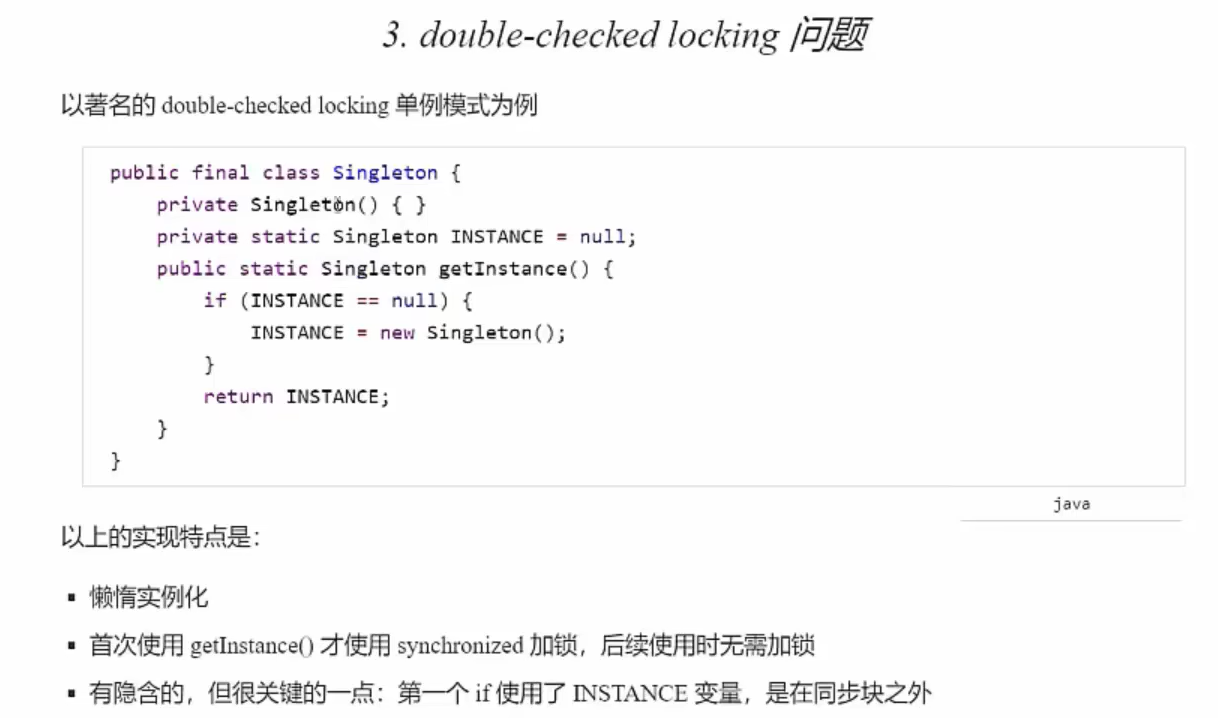 3. double-checked locking 问题
以著名的 double-checked locking 单例模式为例
public final class Singleton {
    private Singleton() { }
    private static Singleton INSTANCE = null;
    public static Singleton getInstance() {
        if (INSTANCE == null) {
            INSTANCE = new Singleton();
        }
        return INSTANCE;
    }
}
java
以上的实现特点是：
▪ 懒惰实例化
▪ 首次使用 getInstance() 才使用 synchronized 加锁，后续使用时无需加锁
▪ 有隐含的，但很关键的一点：第一个 if 使用了 INSTANCE 变量，是在同步块之外